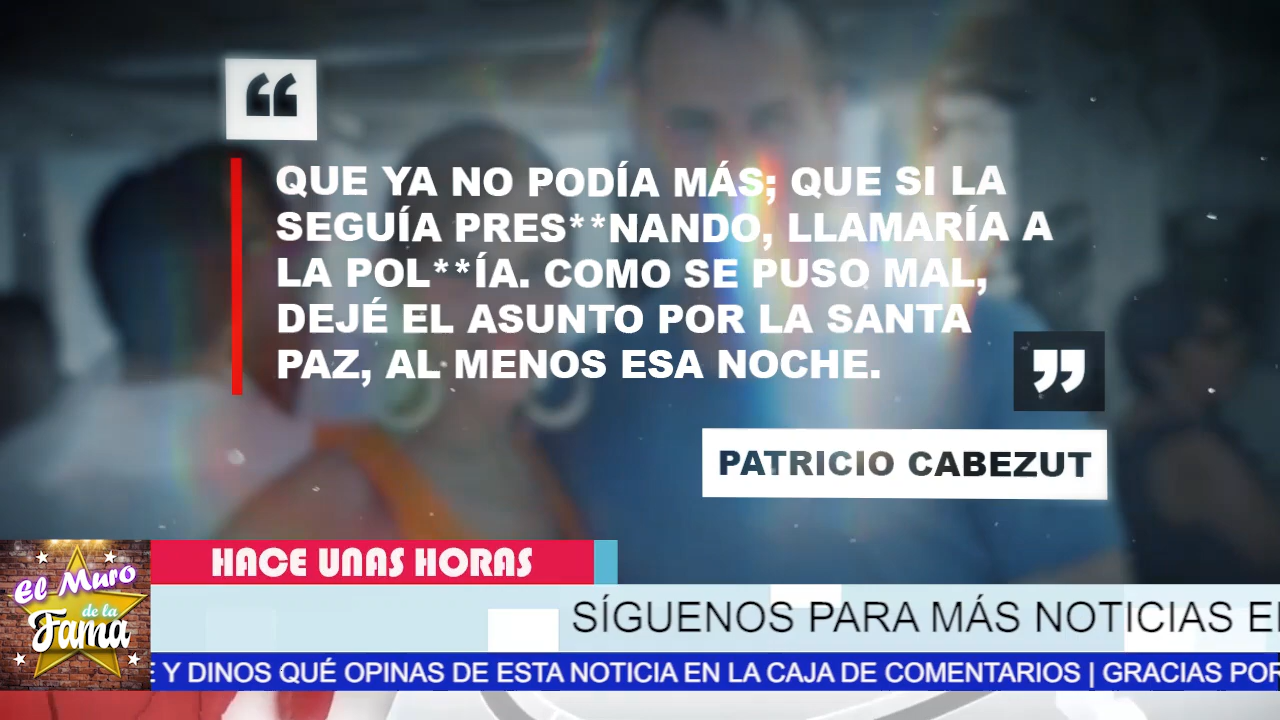 QUE YA NO PODÍA MÁS; QUE SI LA
SEGUÍA PRES**NANDO, LLAMARÍA A
LA POL**ÍA. COMO SE PUSO MAL,
DEJÉ EL ASUNTO POR LA SANTA
PAZ, AL MENOS ESA NOCHE.
PATRICIO CABEZUT
HACE UNAS HORAS
El Muro
de la
Fama
SÍGUENOS PARA MÁS NOTICIAS
Y DINOS QUÉ OPINAS DE ESTA NOTICIA EN LA CAJA DE COMENTARIOS | GRACIAS POR